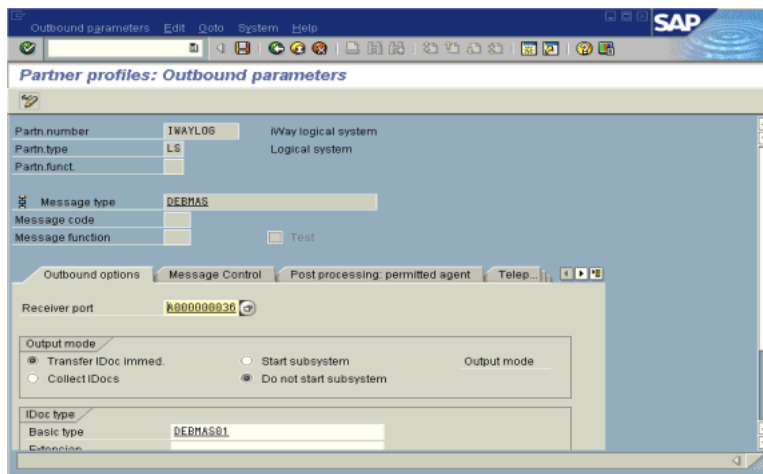 Outbound parameters Edit Goto System Help
SAP
Partner profiles: Outbound parameters
Partn.number IWAYLOG iWay logical system
Partn.type LS Logical system
Partn.funct.
Message type DEBMAS
Message code
Message function Test
Outbound options Message Control Post processing: permitted agent Telep...
Receiver port A000000036
Output mode
Transfer IDoc immed. Start subsystem Output mode
Collect IDocs Do not start subsystem
IDoc type
Basic type DEBMAS01
Extension